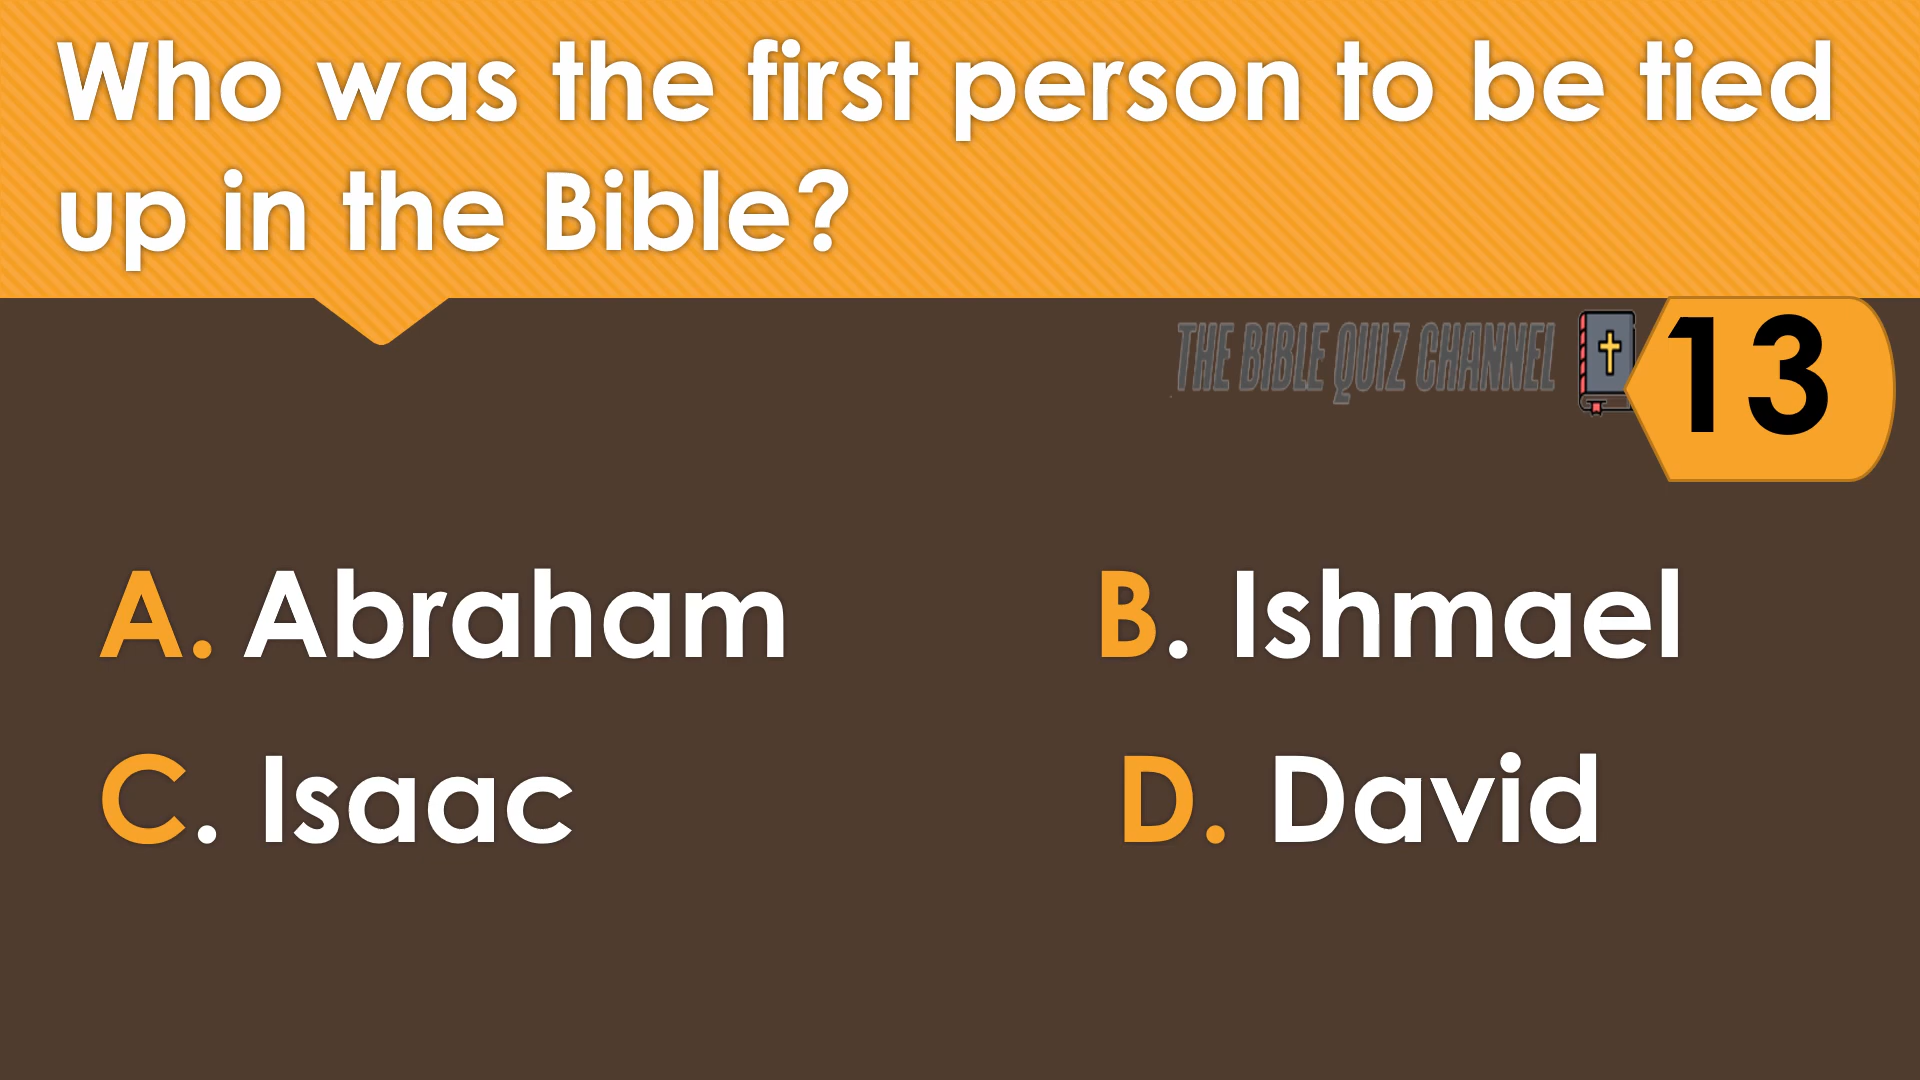 Who was the first person to be tied
up in the Bible?
THE BIBLE QUIZ CHANNEL
13
A. Abraham
B. Ishmael
C. Isaac
D. David